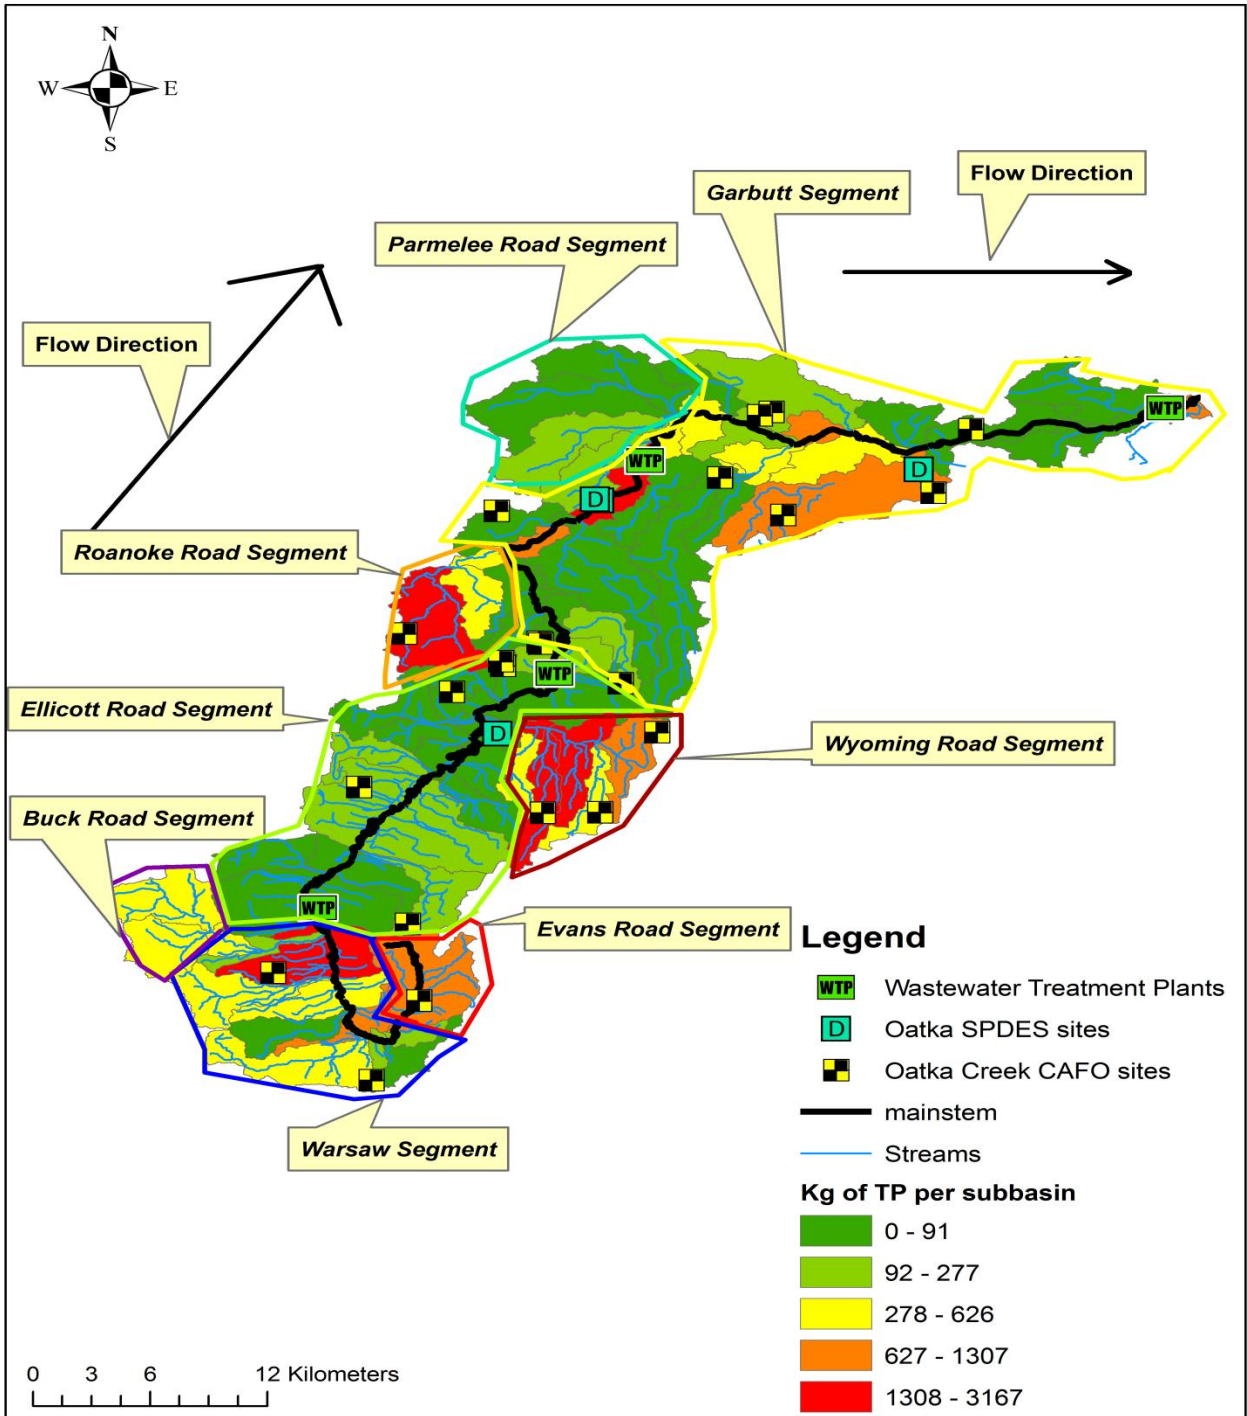 N
W E
S
Garbutt Segment
Flow Direction
Parmelee Road Segment
Flow Direction
WTP
WTP
D
D
Roanoke Road Segment
WTP
Ellicott Road Segment
D
Wyoming Road Segment
Buck Road Segment
WTP
Evans Road Segment
Warsaw Segment
Legend
WTP Wastewater Treatment Plants
D Oatka SPDES sites
Oatka Creek CAFO sites
mainstem
Streams
Kg of TP per subbasin
0 - 91
92 - 277
278 - 626
627 - 1307
1308 - 3167
0 3 6 12 Kilometers